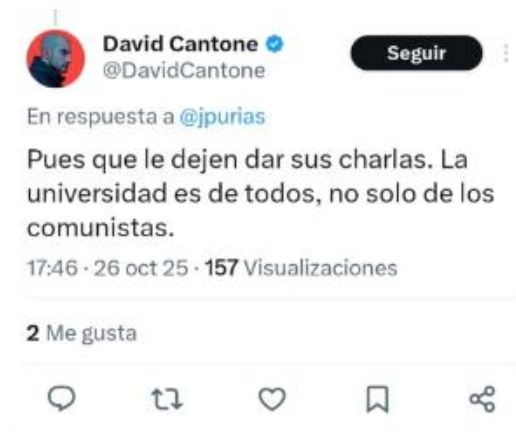 David Cantone
@DavidCantone
Seguir
En respuesta a @jpurias
Pues que le dejen dar sus charlas. La
universidad es de todos, no solo de los
comunistas.
17:46 · 26 oct 25 · 157 Visualizaciones
2 Me gusta